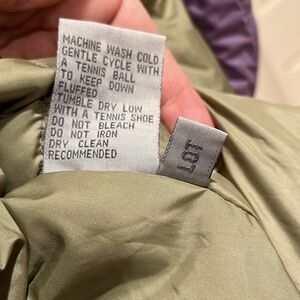 MACHINE WASH COLD
GENTLE CYCLE WITH
A TENNIS BALL
TO KEEP DOWN
FLUFFED
TUMBLE DRY LOW
WITH A TENNIS SHOE
DO NOT BLEACH
DO NOT IRON
DRY CLEAN
RECOMMENDED